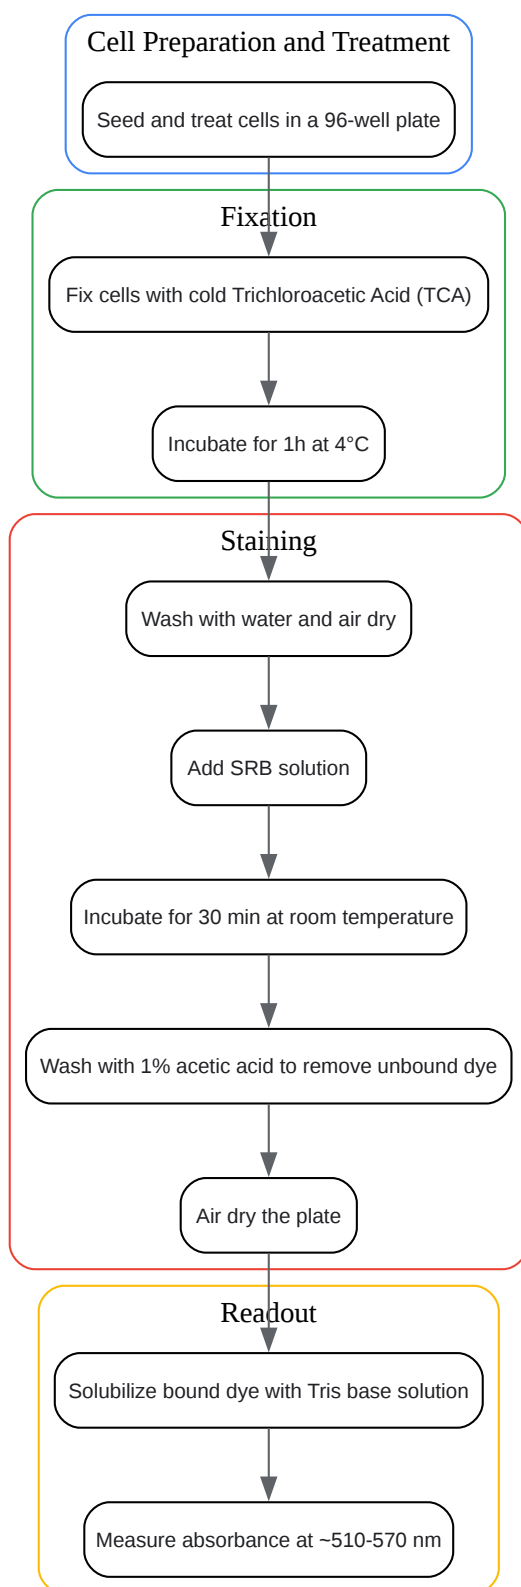 Cell Preparation and Treatment
Seed and treat cells in a 96-well plate
Fixation
Fix cells with cold Trichloroacetic Acid (TCA)
Incubate for 1h at 4°C
Staining
Wash with water and air dry
Add SRB solution
Incubate for 30 min at room temperature
Wash with 1% acetic acid to remove unbound dye
Air dry the plate
Readout
Solubilize bound dye with Tris base solution
Measure absorbance at ~510-570 nm